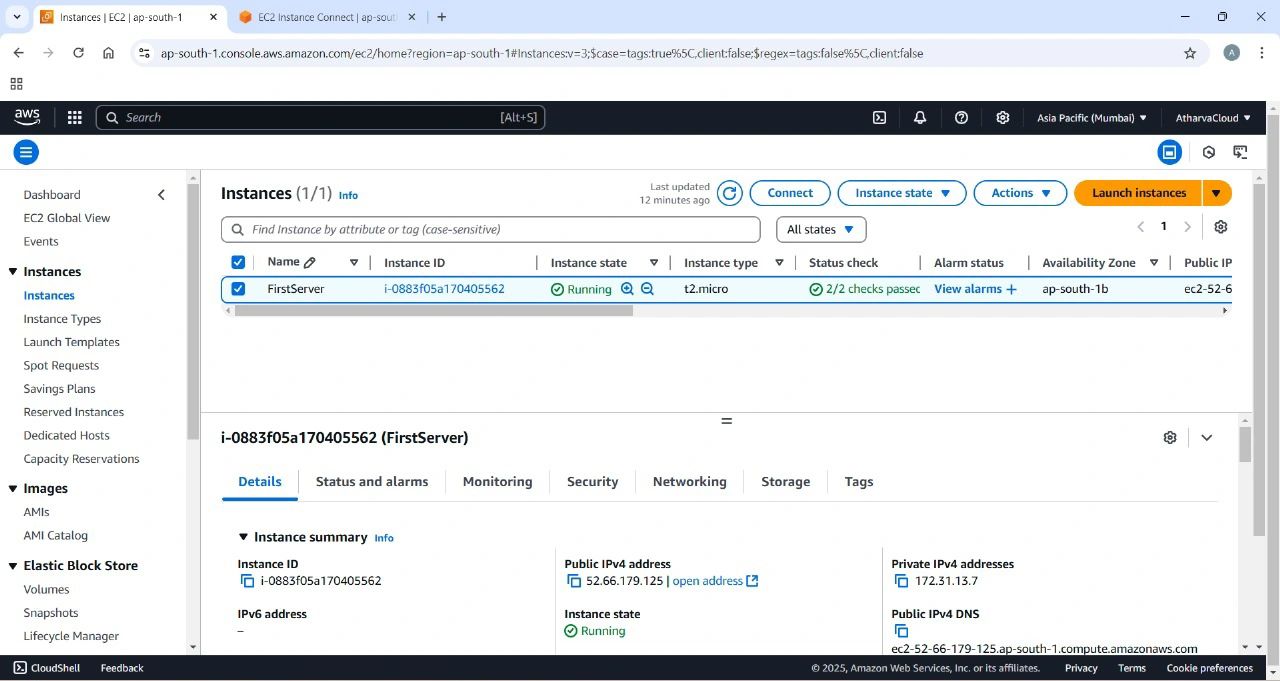 Instances | EC2 | ap-south-1
EC2 Instance Connect | ap-sout
ap-south-1.console.aws.amazon.com/ec2/home?region=ap-south-1#Instances:v=3;$case=tags:true%5C,client:false;$regex=tags:false%5C,client:false
A
aws
Search
[Alt+S]
Asia Pacific (Mumbai)
AtharvaCloud
Dashboard
EC2 Global View
Events
Instances
Instances
Instance Types
Launch Templates
Spot Requests
Savings Plans
Reserved Instances
Dedicated Hosts
Capacity Reservations
Images
AMIs
AMI Catalog
Elastic Block Store
Volumes
Snapshots
Lifecycle Manager
Instances (1/1) Info
Last updated
12 minutes ago
Connect
Instance state
Actions
Launch instances
Find Instance by attribute or tag (case-sensitive)
All states
1
Name Instance ID Instance state Instance type Status check Alarm status Availability Zone Public IP
FirstServer i-0883f05a170405562 Running t2.micro 2/2 checks passed View alarms + ap-south-1b ec2-52-6
i-0883f05a170405562 (FirstServer)
Details Status and alarms Monitoring Security Networking Storage Tags
Instance summary Info
Instance ID
i-0883f05a170405562
Public IPv4 address
52.66.179.125 | open address
Private IPv4 addresses
172.31.13.7
IPv6 address
–
Instance state
Running
Public IPv4 DNS
ec2-52-66-179-125.ap-south-1.compute.amazonaws.com
CloudShell Feedback
© 2025, Amazon Web Services, Inc. or its affiliates. Privacy Terms Cookie preferences